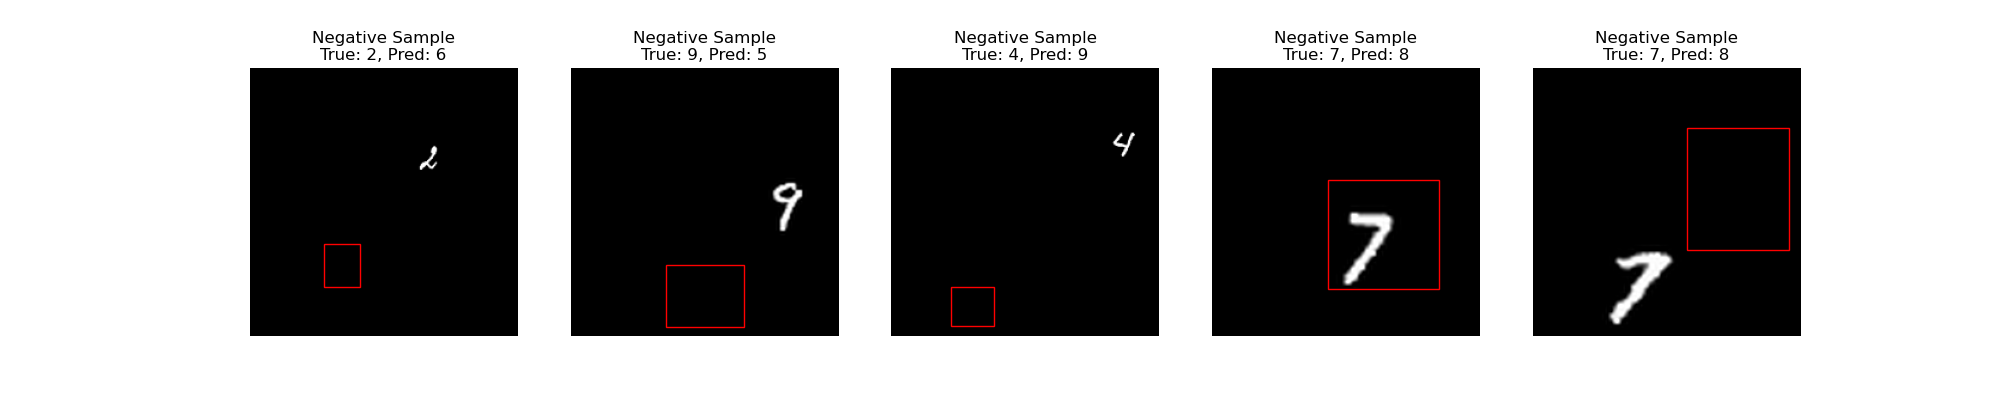 Negative Sample
True: 2, Pred: 6
Negative Sample
True: 9, Pred: 5
Negative Sample
True: 4, Pred: 9
Negative Sample
True: 7, Pred: 8
Negative Sample
True: 7, Pred: 8
2
9
4
7
7